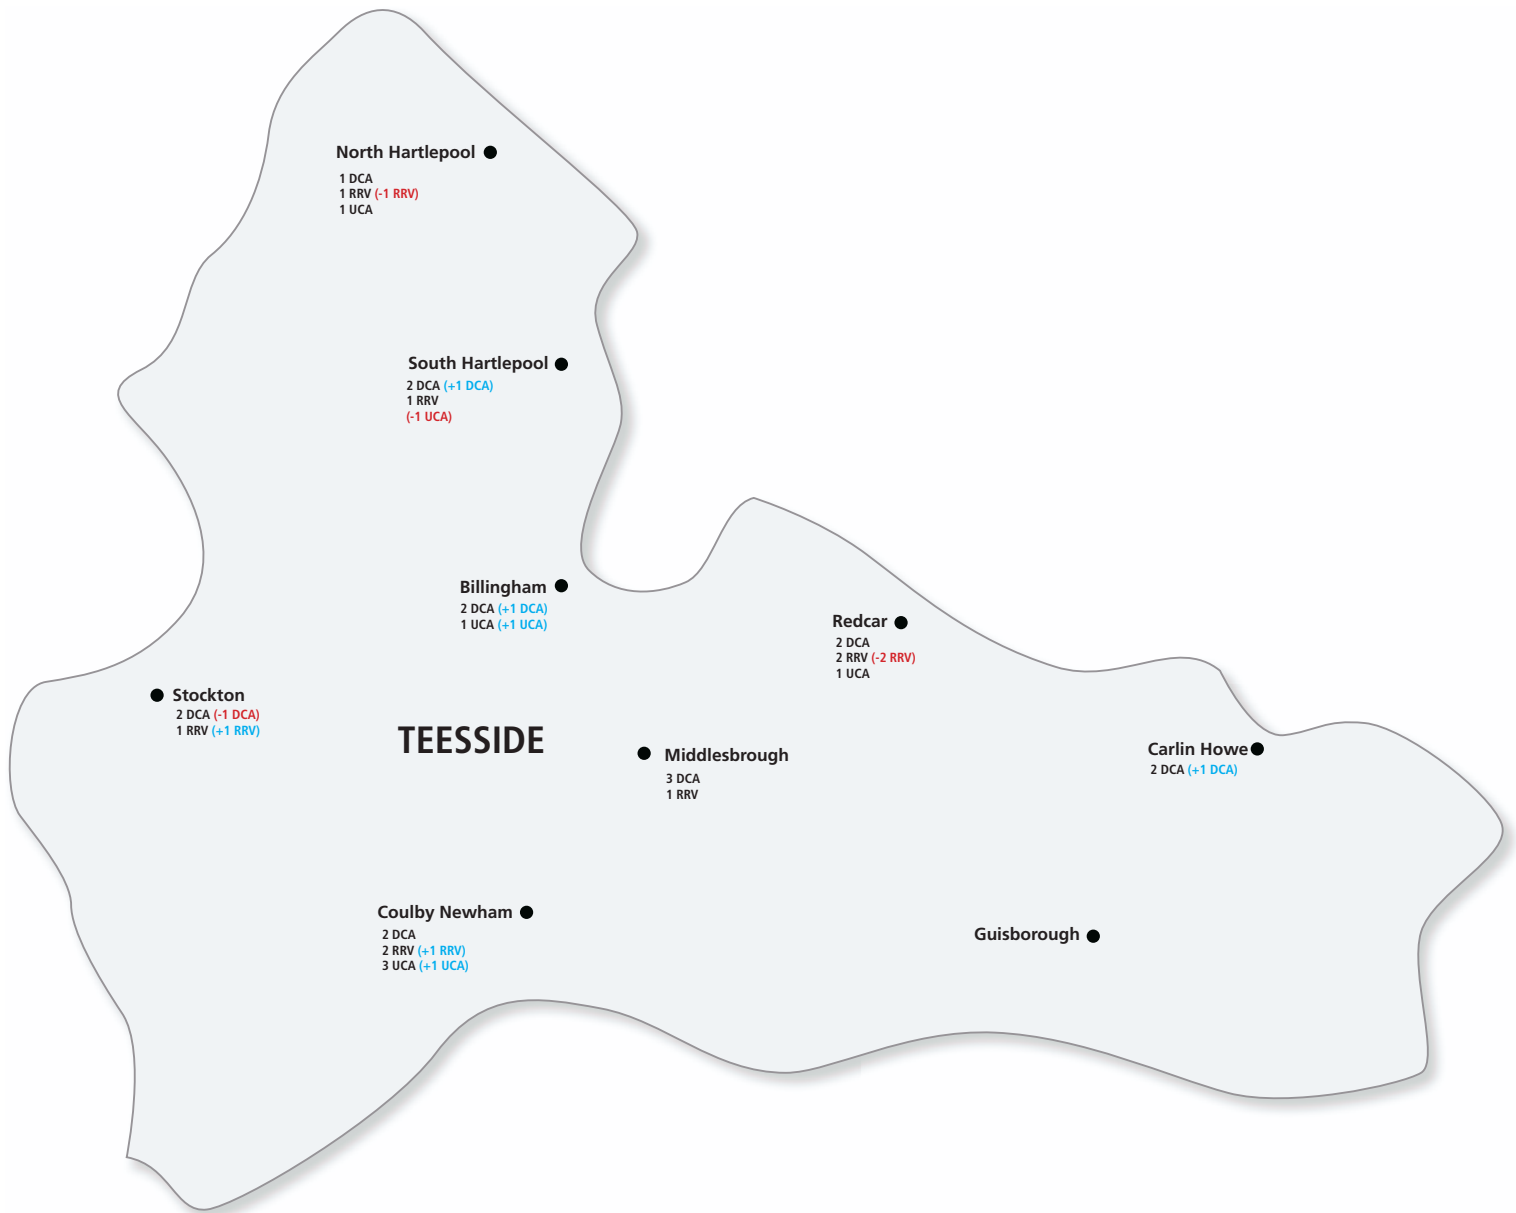 North Hartlepool
1 DCA
1 RRV (-1 RRV)
1 UCA
South Hartlepool
2 DCA (+1 DCA)
1 RRV
(-1 UCA)
Billingham
2 DCA (+1 DCA)
1 UCA (+1 UCA)
Redcar
2 DCA
2 RRV (-2 RRV)
1 UCA
Stockton
2 DCA (-1 DCA)
1 RRV (+1 RRV)
TEESSIDE
Middlesbrough
3 DCA
1 RRV
Carlin Howe
2 DCA (+1 DCA)
Coulby Newham
2 DCA
2 RRV (+1 RRV)
3 UCA (+1 UCA)
Guisborough